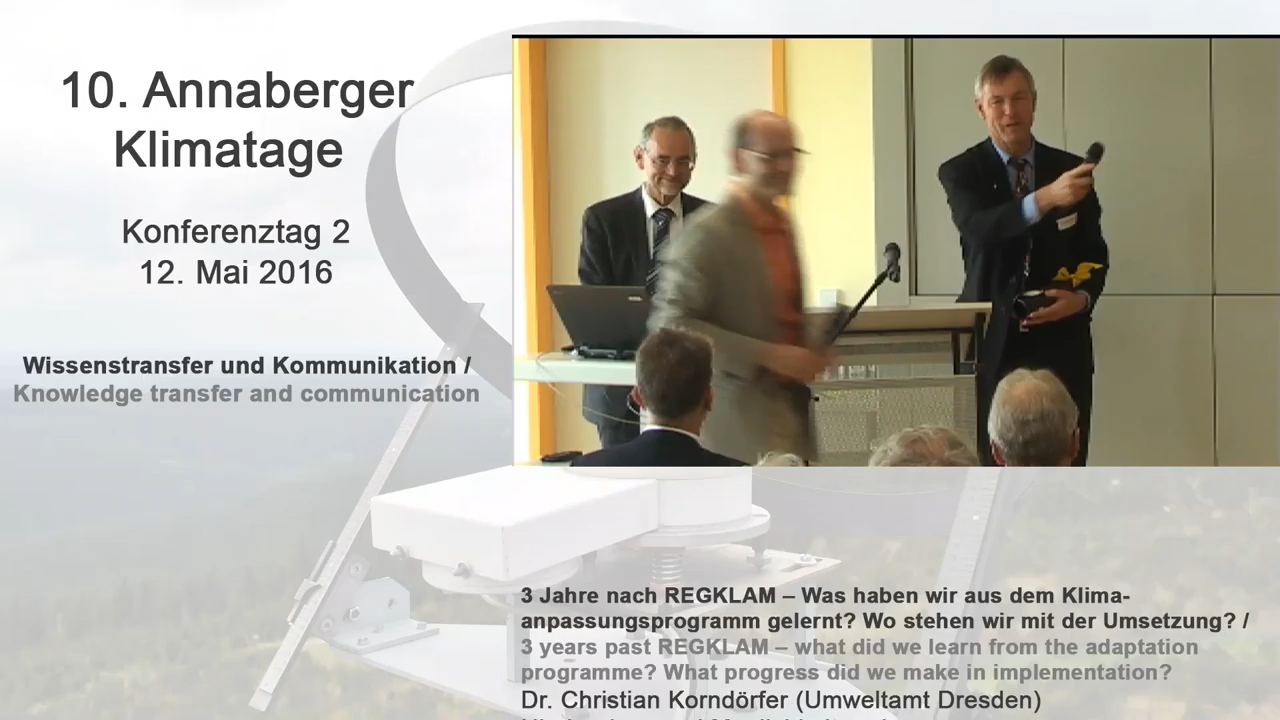 10. Annaberger
Klimatage
Konferenztag 2
12. Mai 2016
Wissenstransfer und Kommunikation /
Knowledge transfer and communication
3 Jahre nach REGKLAM – Was haben wir aus dem Klima-
anpassungsprogramm gelernt? Wo stehen wir mit der Umsetzung? /
3 years past REGKLAM – what did we learn from the adaptation
programme? What progress did we make in implementation?
Dr. Christian Korndörfer (Umweltamt Dresden)